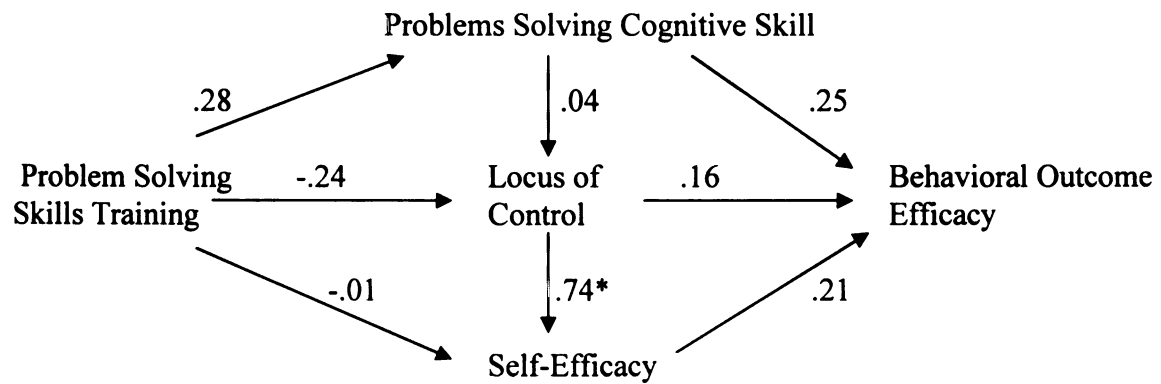 Problems Solving Cognitive Skill
.28
.04
.25
Problem Solving
Skills Training
-.24
Locus of
Control
.16
Behavioral Outcome
Efficacy
-.01
.74*
.21
Self-Efficacy